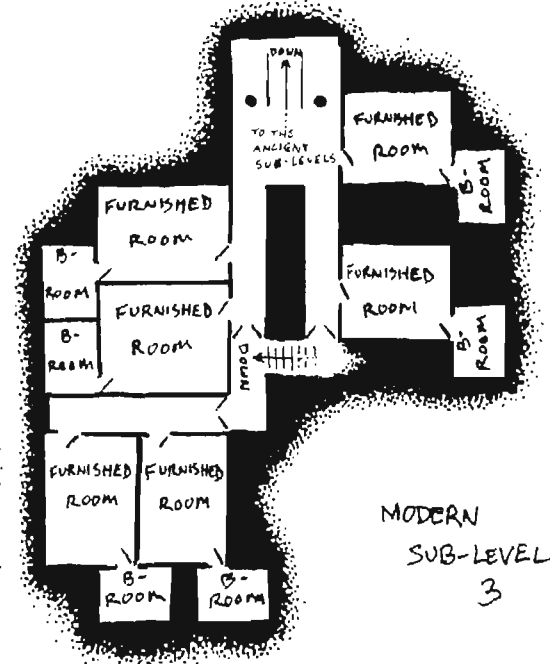 DOWN
TO THE
ANCIENT
SUB-LEVELS
FURNISHED
ROOM
B-
ROOM
FURNISHED
ROOM
B-
ROOM
FURNISHED
ROOM
B-
ROOM
FURNISHED
ROOM
B-
ROOM
DOWN
FURNISHED
ROOM
FURNISHED
ROOM
B-
ROOM
B-
ROOM
MODERN
SUB-LEVEL
3